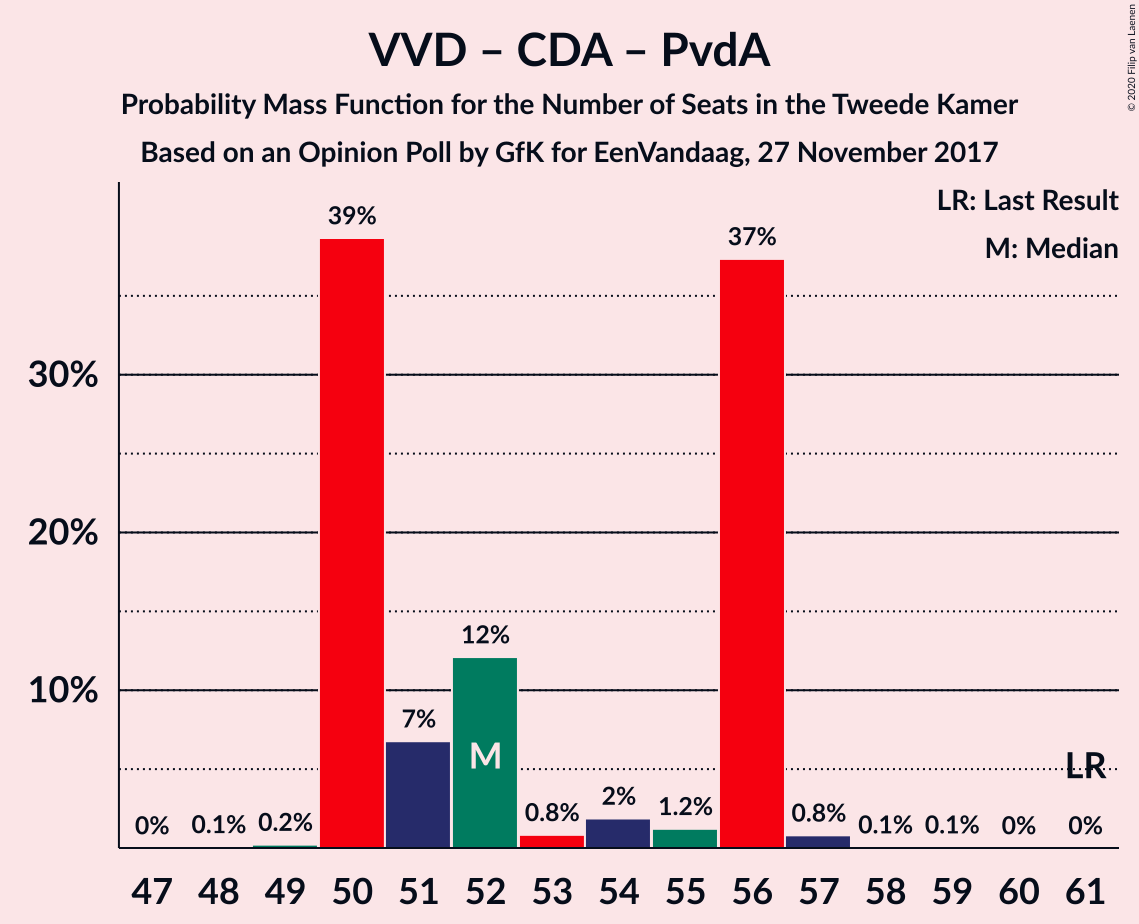 VVD – CDA – PvdA
Probability Mass Function for the Number of Seats in the Tweede Kamer
Based on an Opinion Poll by GfK for EenVandaag, 27 November 2017
© 2020 Filip van Laenen
LR: Last Result
M: Median
39%
37%
30%
20%
12%
10%
7%
M
LR
0%
0.1%
0.2%
0.8%
2%
1.2%
0.8%
0.1%
0.1%
0%
0%
47 48 49 50 51 52 53 54 55 56 57 58 59 60 61